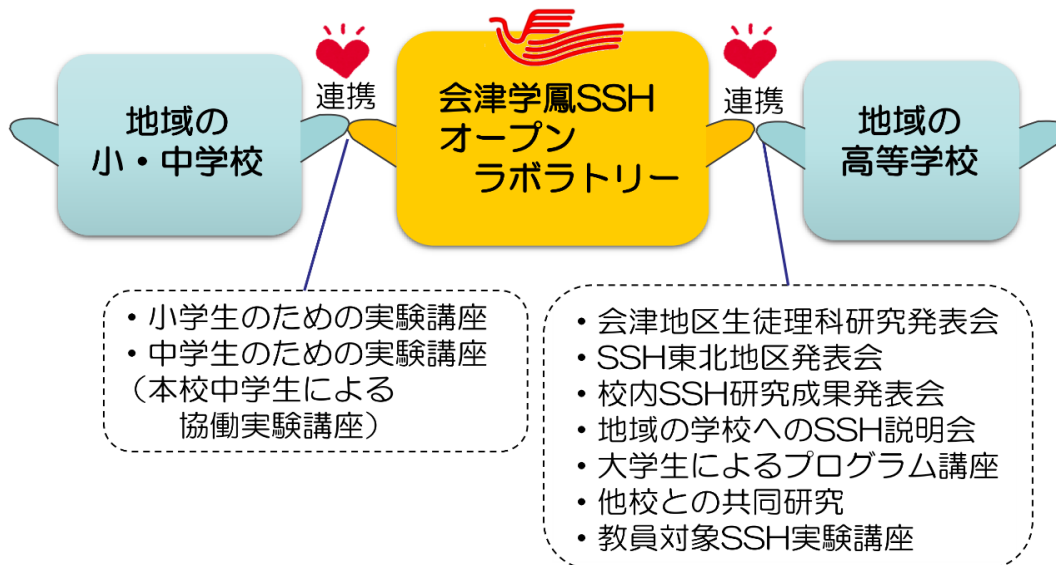 連携
連携
地域の
小・中学校
会津学鳳SSH
オープン
ラボラトリー
地域の
高等学校
・小学生のための実験講座
・中学生のための実験講座
（本校中学生による
協働実験講座）
・会津地区生徒理科研究発表会
・SSH東北地区発表会
・校内SSH研究成果発表会
・地域の学校へのSSH説明会
・大学生によるプログラム講座
・他校との共同研究
・教員対象SSH実験講座